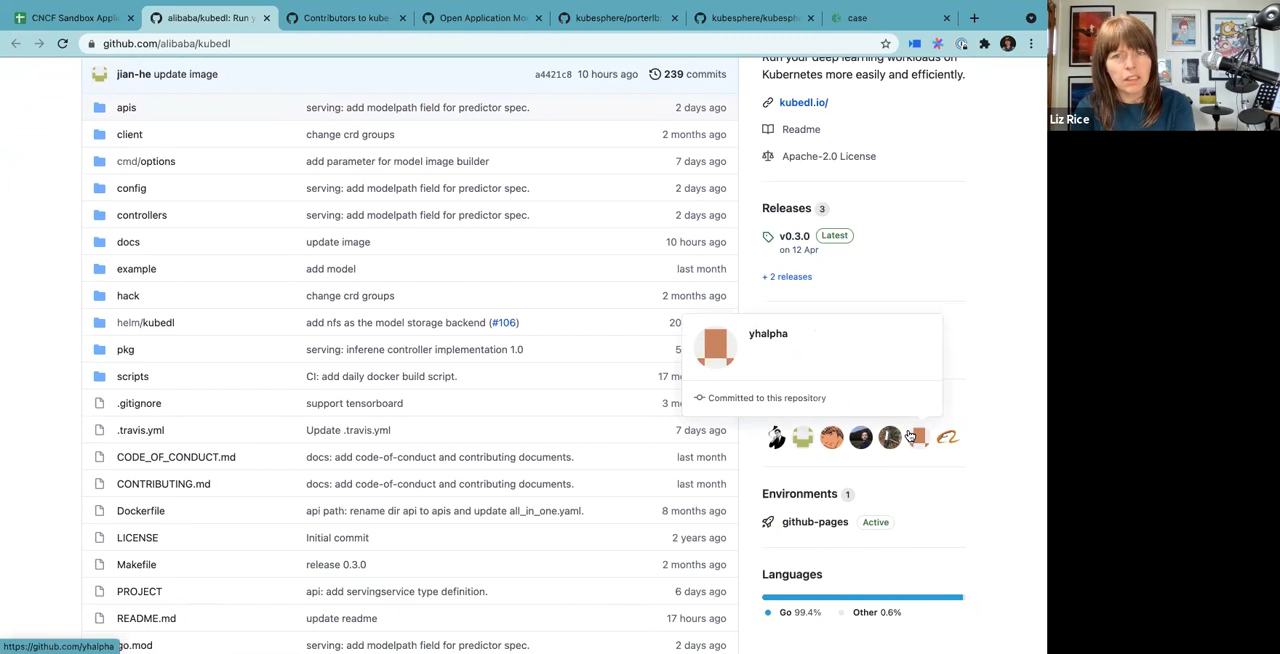 CNCF Sandbox Applic
alibaba/kubedl: Run y
Contributors to kube
Open Application Mo
kubesphere/porterlb:
kubesphere/kubesphe
case
github.com/alibaba/kubedl
jian-he update image a4421c8 10 hours ago 239 commits
apis serving: add modelpath field for predictor spec. 2 days ago
client change crd groups 2 months ago
cmd/options add parameter for model image builder 7 days ago
config serving: add modelpath field for predictor spec. 2 days ago
controllers serving: add modelpath field for predictor spec. 2 days ago
docs update image 10 hours ago
example add model last month
hack change crd groups 2 months ago
helm/kubedl add nfs as the model storage backend (#106) 20
pkg serving: inferene controller implementation 1.0 5
scripts CI: add daily docker build script. 17 m
.gitignore support tensorboard 3 m
.travis.yml Update .travis.yml 7 days ago
CODE_OF_CONDUCT.md docs: add code-of-conduct and contributing documents. last month
CONTRIBUTING.md docs: add code-of-conduct and contributing documents. last month
Dockerfile api path: rename dir api to apis and update all_in_one.yaml. 8 months ago
LICENSE Initial commit 2 years ago
Makefile release 0.3.0 2 months ago
PROJECT api: add servingservice type definition. 6 days ago
README.md update readme 17 hours ago
go.mod add modelpath field for predictor spec. 2 days ago
https://github.com/yhalpha
Run your deep learning workloads on
Kubernetes more easily and efficiently.
kubedl.io/
Readme
Apache-2.0 License
Releases 3
v0.3.0 Latest
on 12 Apr
+ 2 releases
yhalpha
Committed to this repository
Environments 1
github-pages Active
Languages
Go 99.4% Other 0.6%
Liz Rice